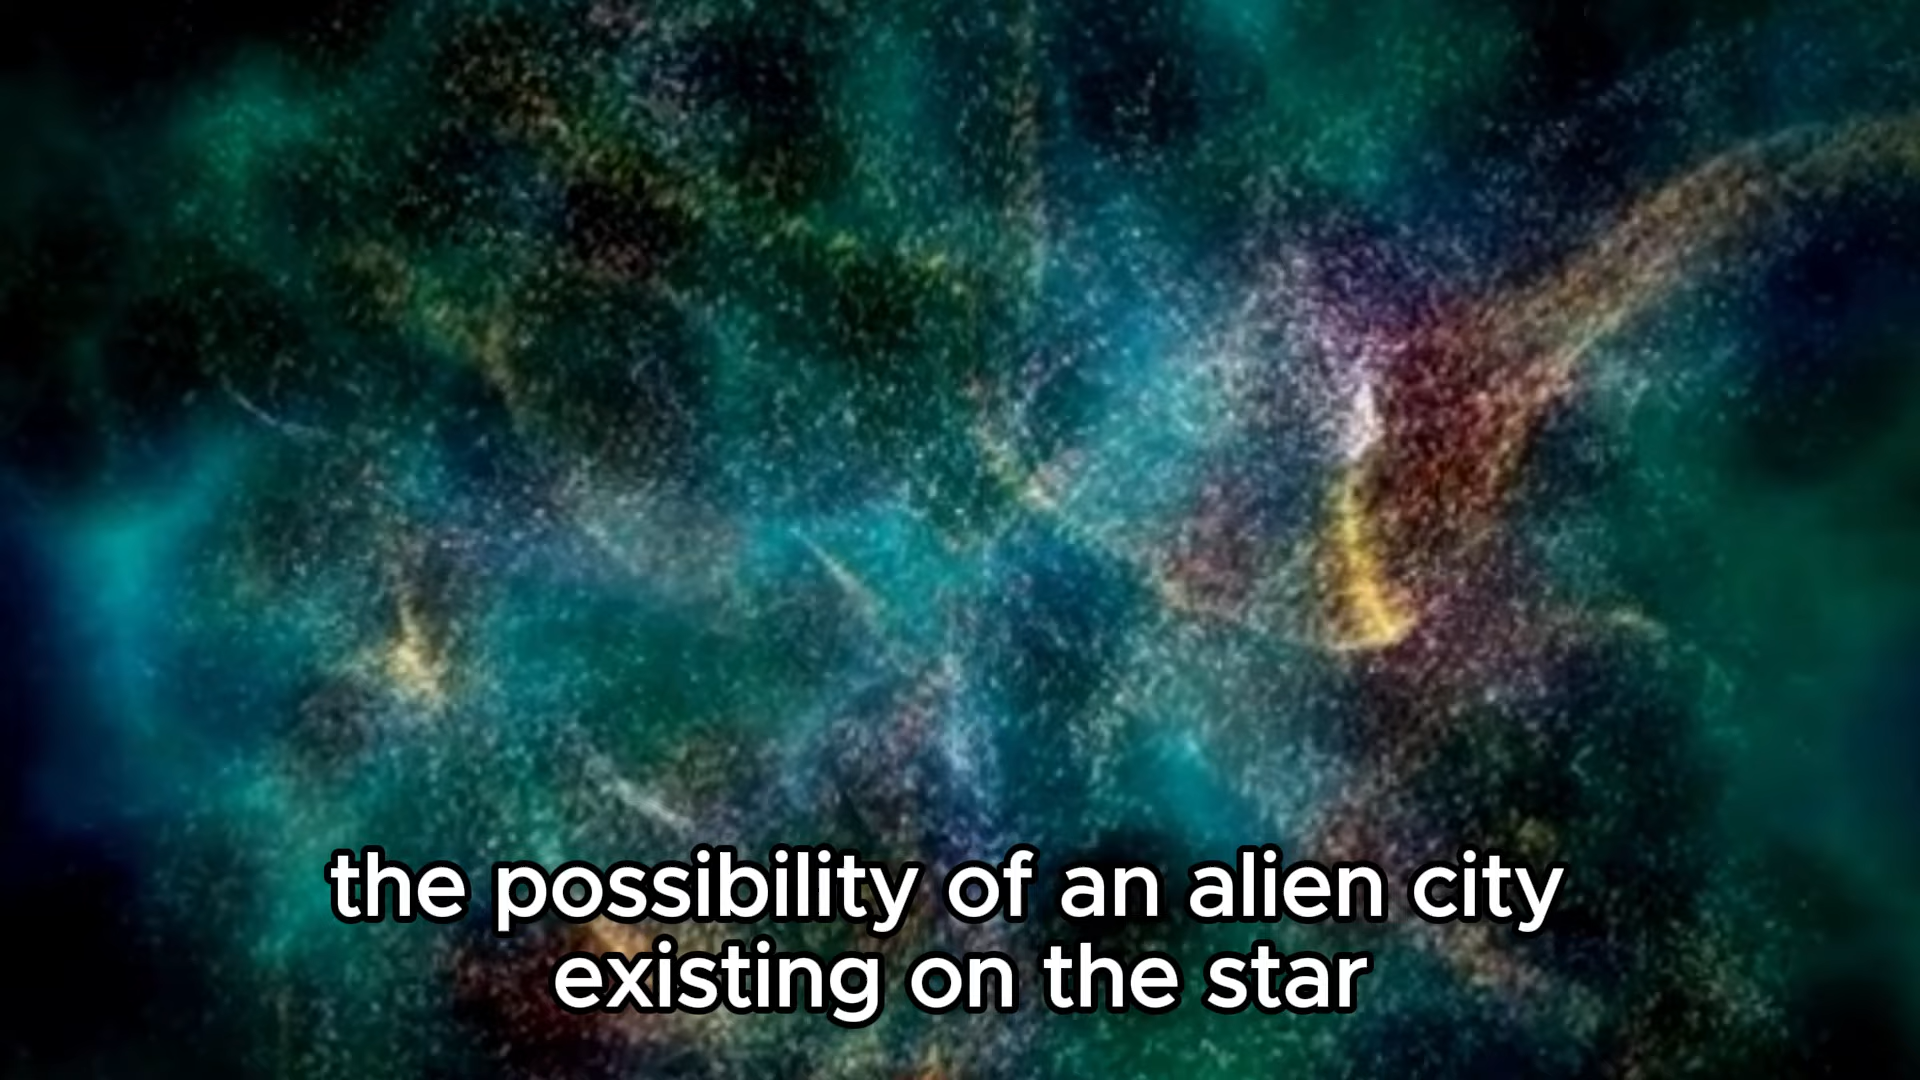 the possibility of an alien city
existing on the star